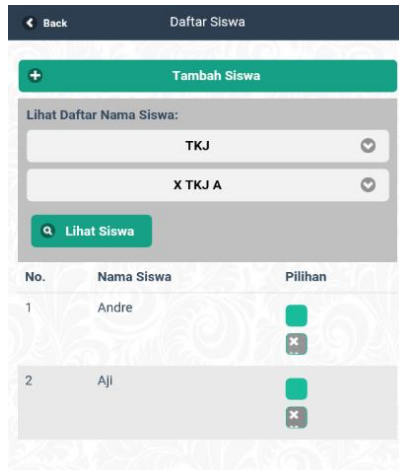 Back
Daftar Siswa
Tambah Siswa
Lihat Daftar Nama Siswa:
TKJ
X TKJ A
Lihat Siswa
No. Nama Siswa Pilihan
1 Andre
2 Aji